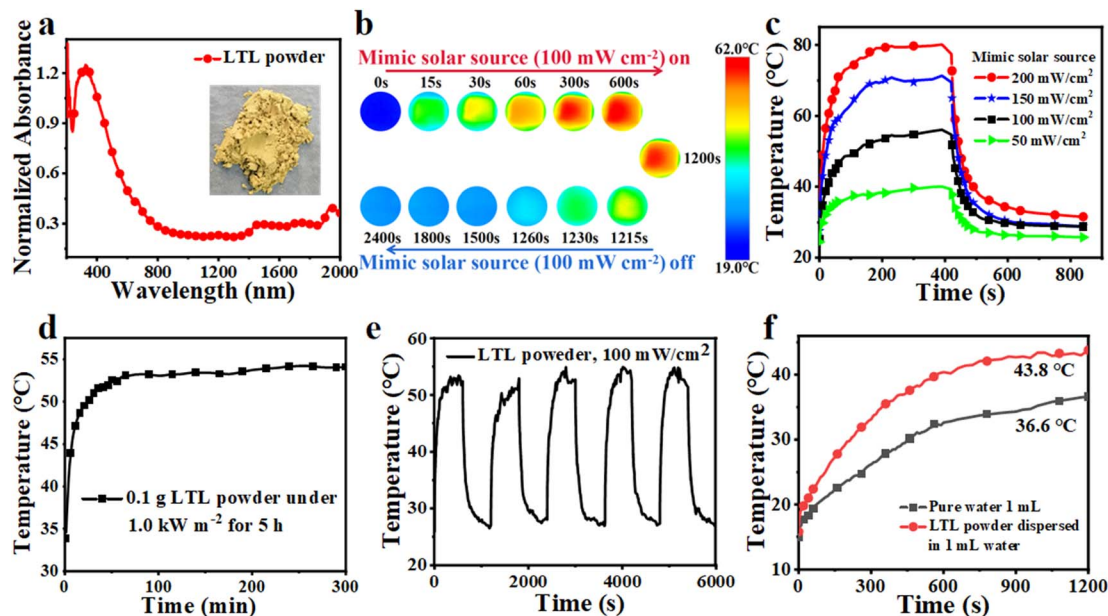 a
Normalized Absorbance
1.2
0.9
0.6
0.3
LTL powder
400
800
1200
1600
2000
Wavelength (nm)
b
Mimic solar source (100 mW cm-2) on
0s 15s 30s 60s 300s 600s
1200s
2400s 1800s 1500s 1260s 1230s 1215s
Mimic solar source (100 mW cm-2) off
62.0℃
19.0℃
c
Temperature (℃)
80
60
40
20
Mimic solar source
200 mW/cm2
150 mW/cm2
100 mW/cm2
50 mW/cm2
0 200 400 600 800
Time (s)
d
Temperature (℃)
53
48
43
38
33
0.1 g LTL powder under
1.0 kW m-2 for 5 h
0 50 100 150 200 250 300
Time (min)
e
Temperature (℃)
60
50
40
30
20
LTL poweder, 100 mW/cm2
0 2000 4000 6000
Time (s)
f
Temperature (℃)
40
30
20
10
43.8 ℃
36.6 ℃
Pure water 1 mL
LTL powder dispersed
in 1 mL water
0 300 600 900 1200
Time (s)